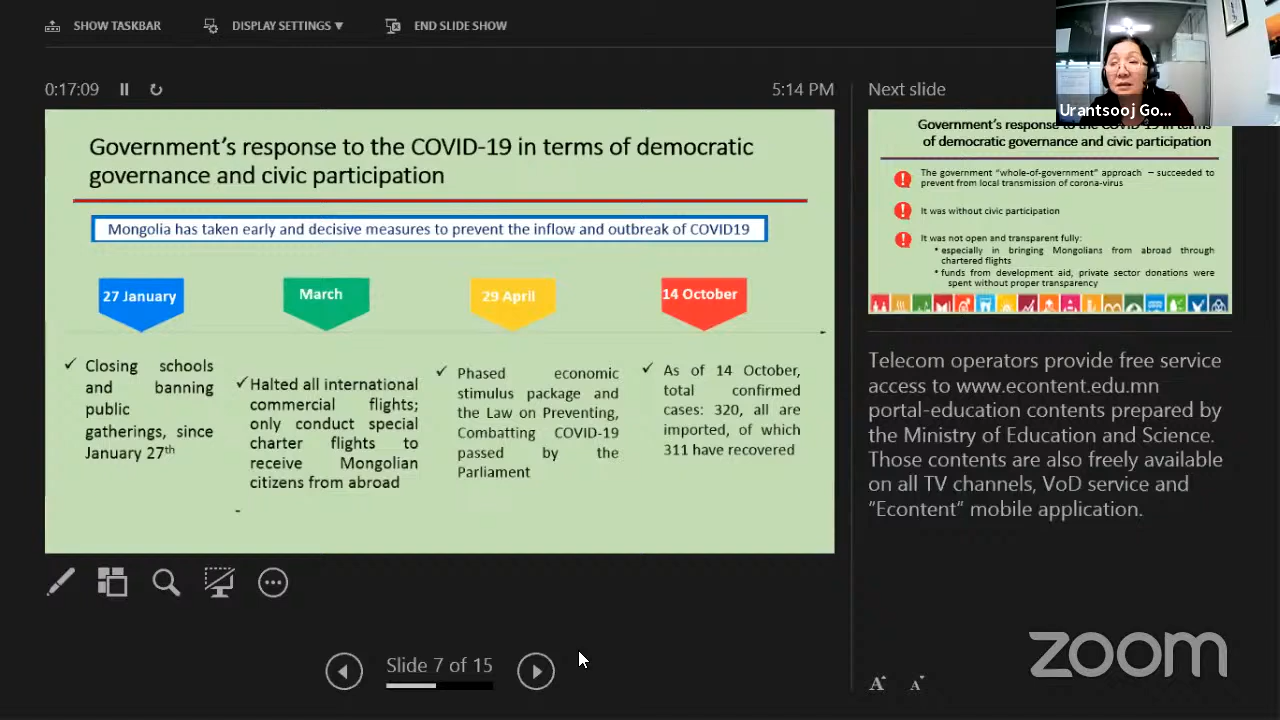 SHOW TASKBAR
DISPLAY SETTINGS ▼
END SLIDE SHOW
0:17:09
5:14 PM
Government's response to the COVID-19 in terms of democratic
governance and civic participation
Mongolia has taken early and decisive measures to prevent the inflow and outbreak of COVID19
27 January
March
29 April
14 October
✓ Closing schools
and banning
public
gatherings, since
January 27th
✓Halted all international
commercial flights;
only conduct special
charter flights to
receive Mongolian
citizens from abroad
-
✓ Phased economic
stimulus package and
the Law on Preventing,
Combatting COVID-19
passed by the
Parliament
✓ As of 14 October,
total confirmed
cases: 320, all are
imported, of which
311 have recovered
Slide 7 of 15
Next slide
Urantsooj Go...
Government's response to the COVID-19 in terms
of democratic governance and civic participation
The government "whole-of-government" approach – succeeded to
prevent from local transmission of corona-virus
It was without civic participation
It was not open and transparent fully:
• especially in bringing Mongolians from abroad through
chartered flights
• funds from development aid, private sector donations were
spent without proper transparency
Telecom operators provide free service
access to www.econtent.edu.mn
portal-education contents prepared by
the Ministry of Education and Science.
Those contents are also freely available
on all TV channels, VoD service and
"Econtent" mobile application.
A A
zoom